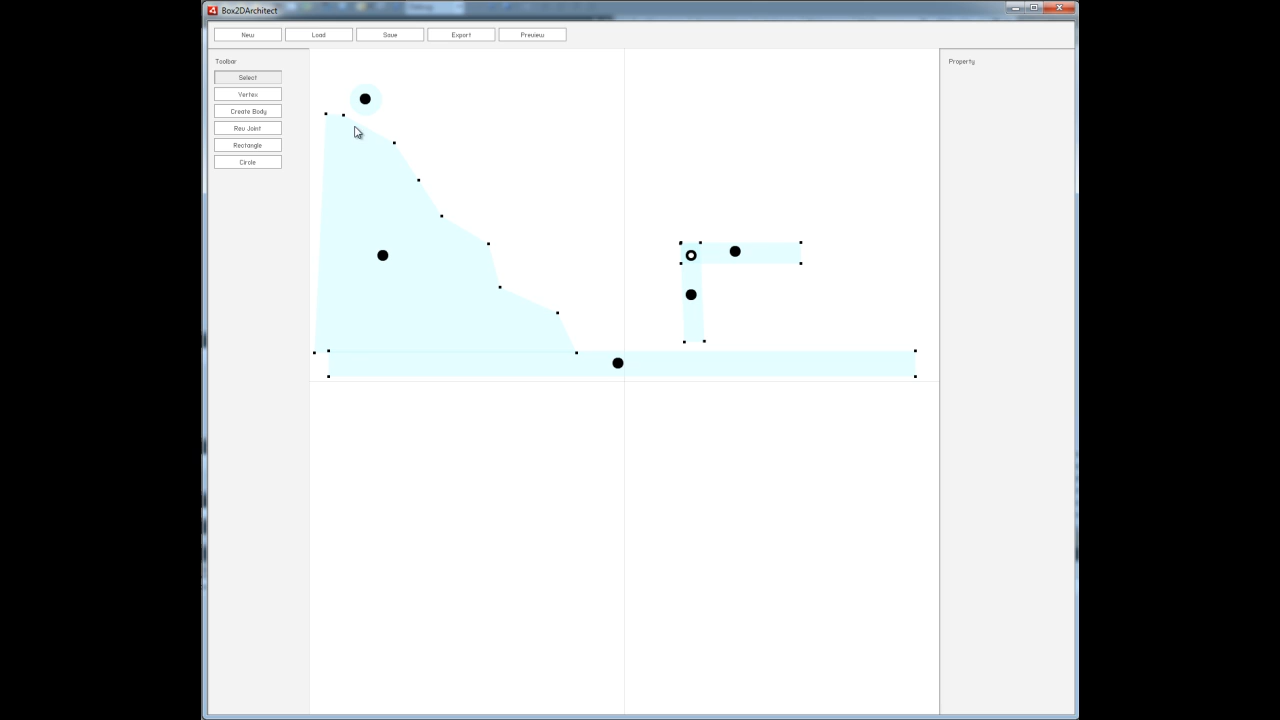 Box2DArchitect
New Load Save Export Preview
Toolbar
Property
Select
Vertex
Create Body
Rev Joint
Rectangle
Circle